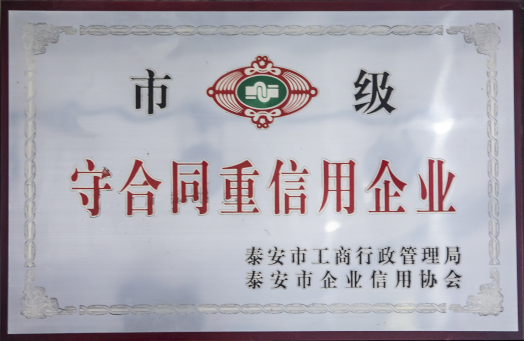 市 级
守合同重信用企业
泰安市工商行政管理局
泰安市企业信用协会